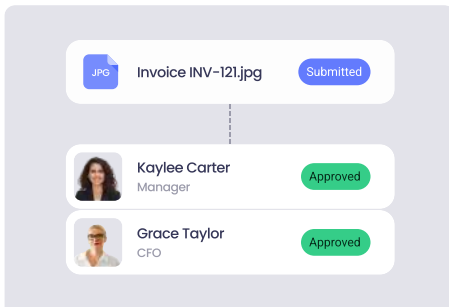 JPG
Invoice INV-121.jpg
Submitted
Kaylee Carter
Manager
Approved
Grace Taylor
CFO
Approved